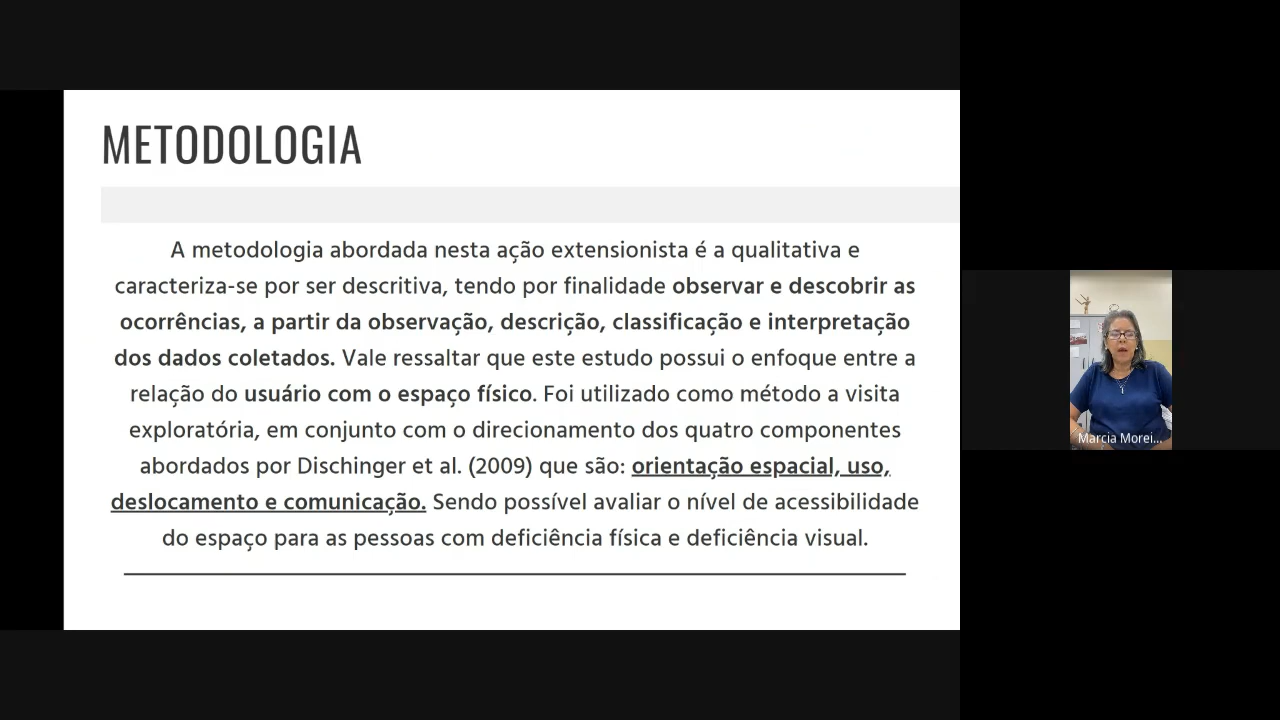 METODOLOGIA
A metodologia abordada nesta ação extensionista é a qualitativa e
caracteriza-se por ser descritiva, tendo por finalidade observar e descobrir as
ocorrências, a partir da observação, descrição, classificação e interpretação
dos dados coletados. Vale ressaltar que este estudo possui o enfoque entre a
relação do usuário com o espaço físico. Foi utilizado como método a visita
exploratória, em conjunto com o direcionamento dos quatro componentes
abordados por Dischinger et al. (2009) que são: orientação espacial, uso,
deslocamento e comunicação. Sendo possível avaliar o nível de acessibilidade
do espaço para as pessoas com deficiência física e deficiência visual.
Marcia Morei...